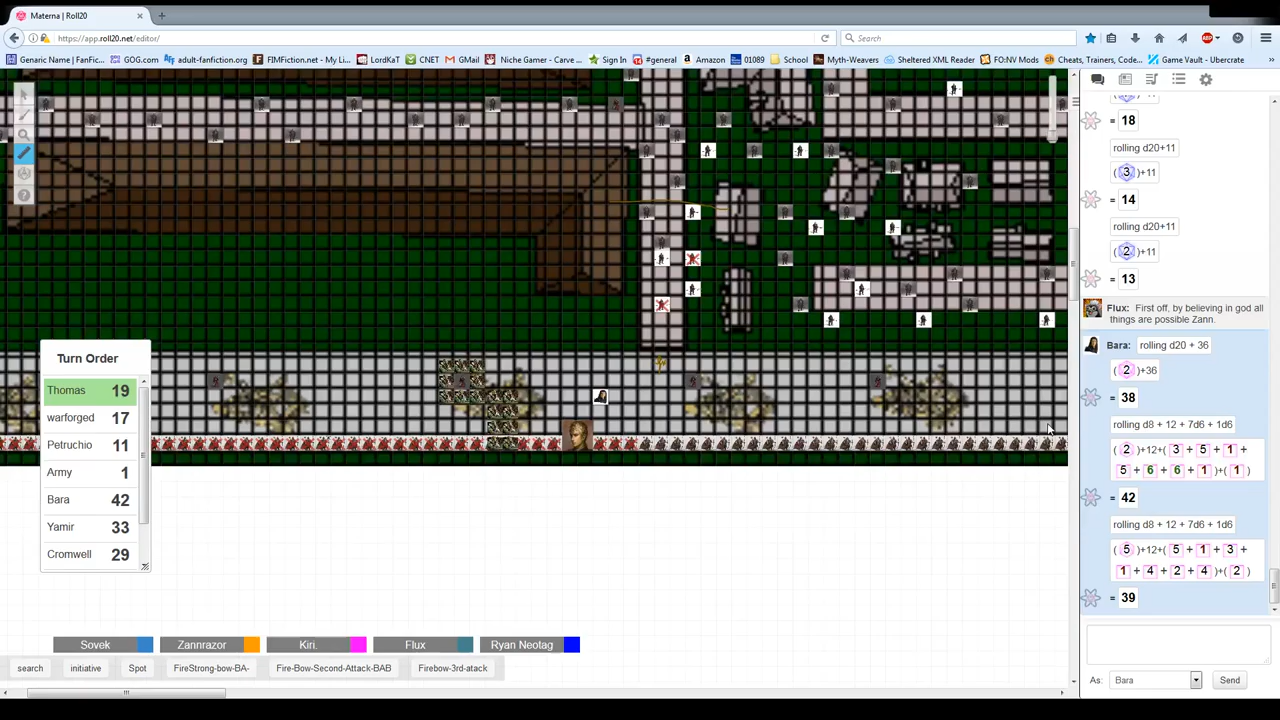 Materna | Roll20
https://app.roll20.net/editor/
Search
Generic Name | FanFic... GOG.com adult-fanfiction.org FIMFiction.net - My Li... LordKaT CNET GMail Niche Gamer - Carve... Sign In #general Amazon 01089 School Myth-Weavers Sheltered XML Reader FO:NV Mods Cheats, Trainers, Code... Game Vault - Ubercrate
= 18
rolling d20+11
(3)+11
= 14
rolling d20+11
(2)+11
= 13
Flux: First off, by believing in god all
things are possible Zann.
Bara: rolling d20 + 36
(2)+36
= 38
rolling d8 + 12 + 7d6 + 1d6
(2)+12+(3+5+1+
5+6+6+1)+(1)
= 42
rolling d8 + 12 + 7d6 + 1d6
(5)+12+(5+1+3+
1+4+2+4)+(2)
= 39
As: Bara Send
Turn Order
Thomas 19
warforged 17
Petruchio 11
Army 1
Bara 42
Yamir 33
Cromwell 29
Sovek Zannrazor Kiri. Flux Ryan Neotag
search initiative Spot FireStrong-bow-BA- Fire-Bow-Second-Attack-BAB Firebow-3rd-atack